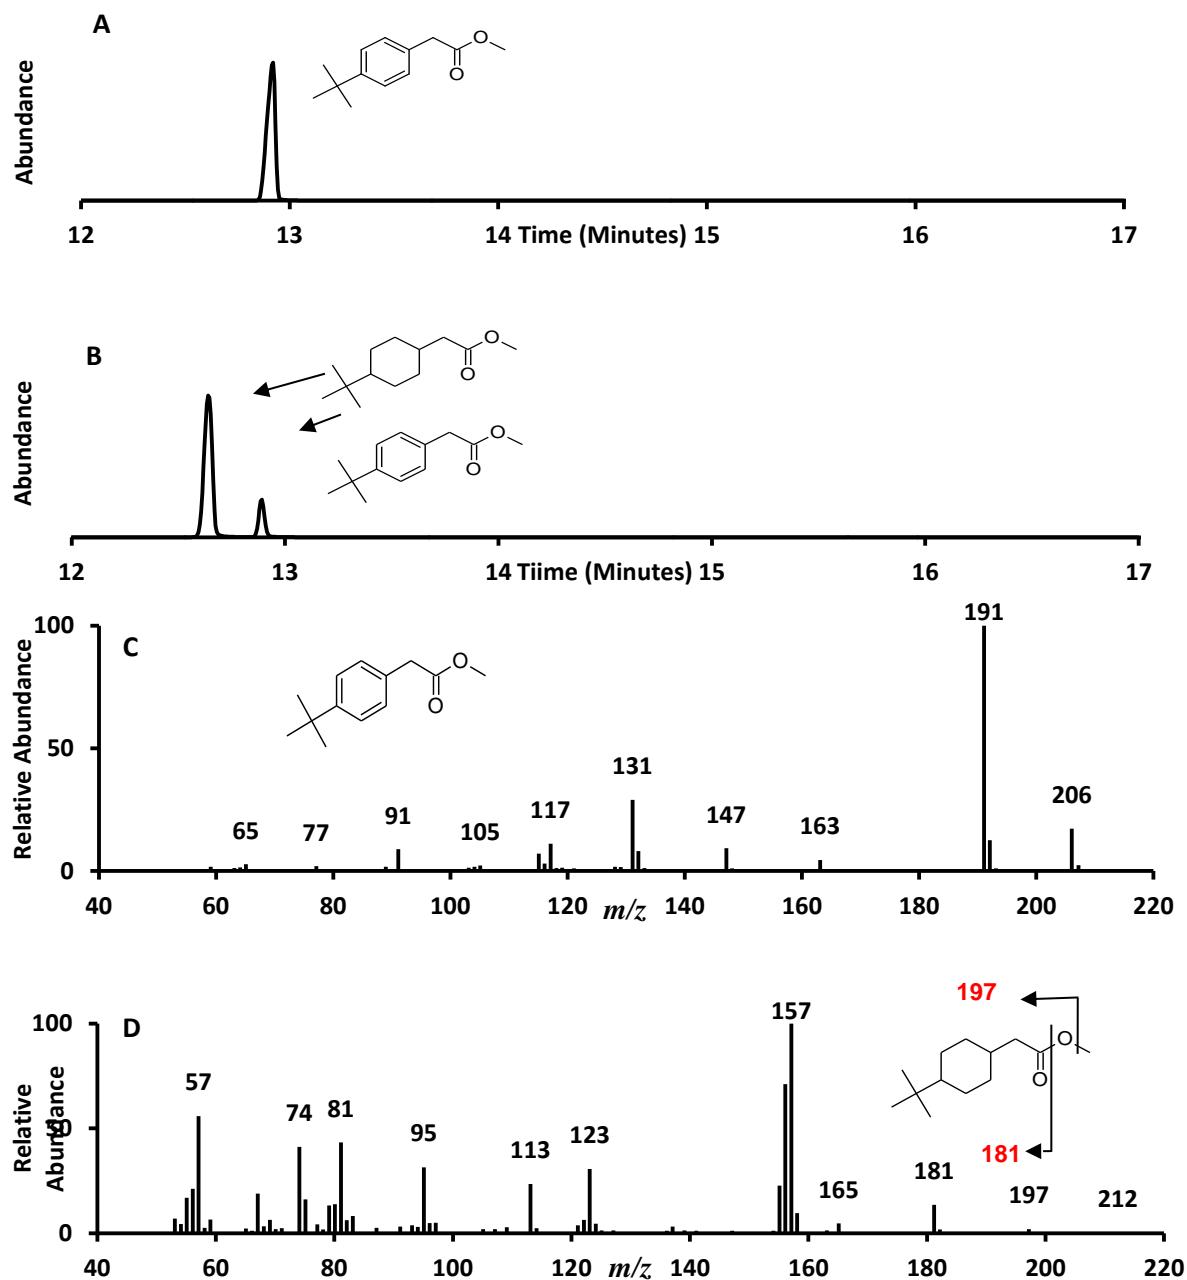 A
Abundance
O
O
12 13 14 Time (Minutes) 15 16 17
B
Abundance
O
O
O
O
12 13 14 Tiime (Minutes) 15 16 17
C
Relative Abundance
100
50
0
O
O
191
131
206
65 77 91 105 117 147 163
40 60 80 100 120 m/z 140 160 180 200 220
D
Relative
Abundance
100
50
0
197
O
O
181
157
57
74 81
95
113 123
165 181 197 212
40 60 80 100 120 m/z 140 160 180 200 220